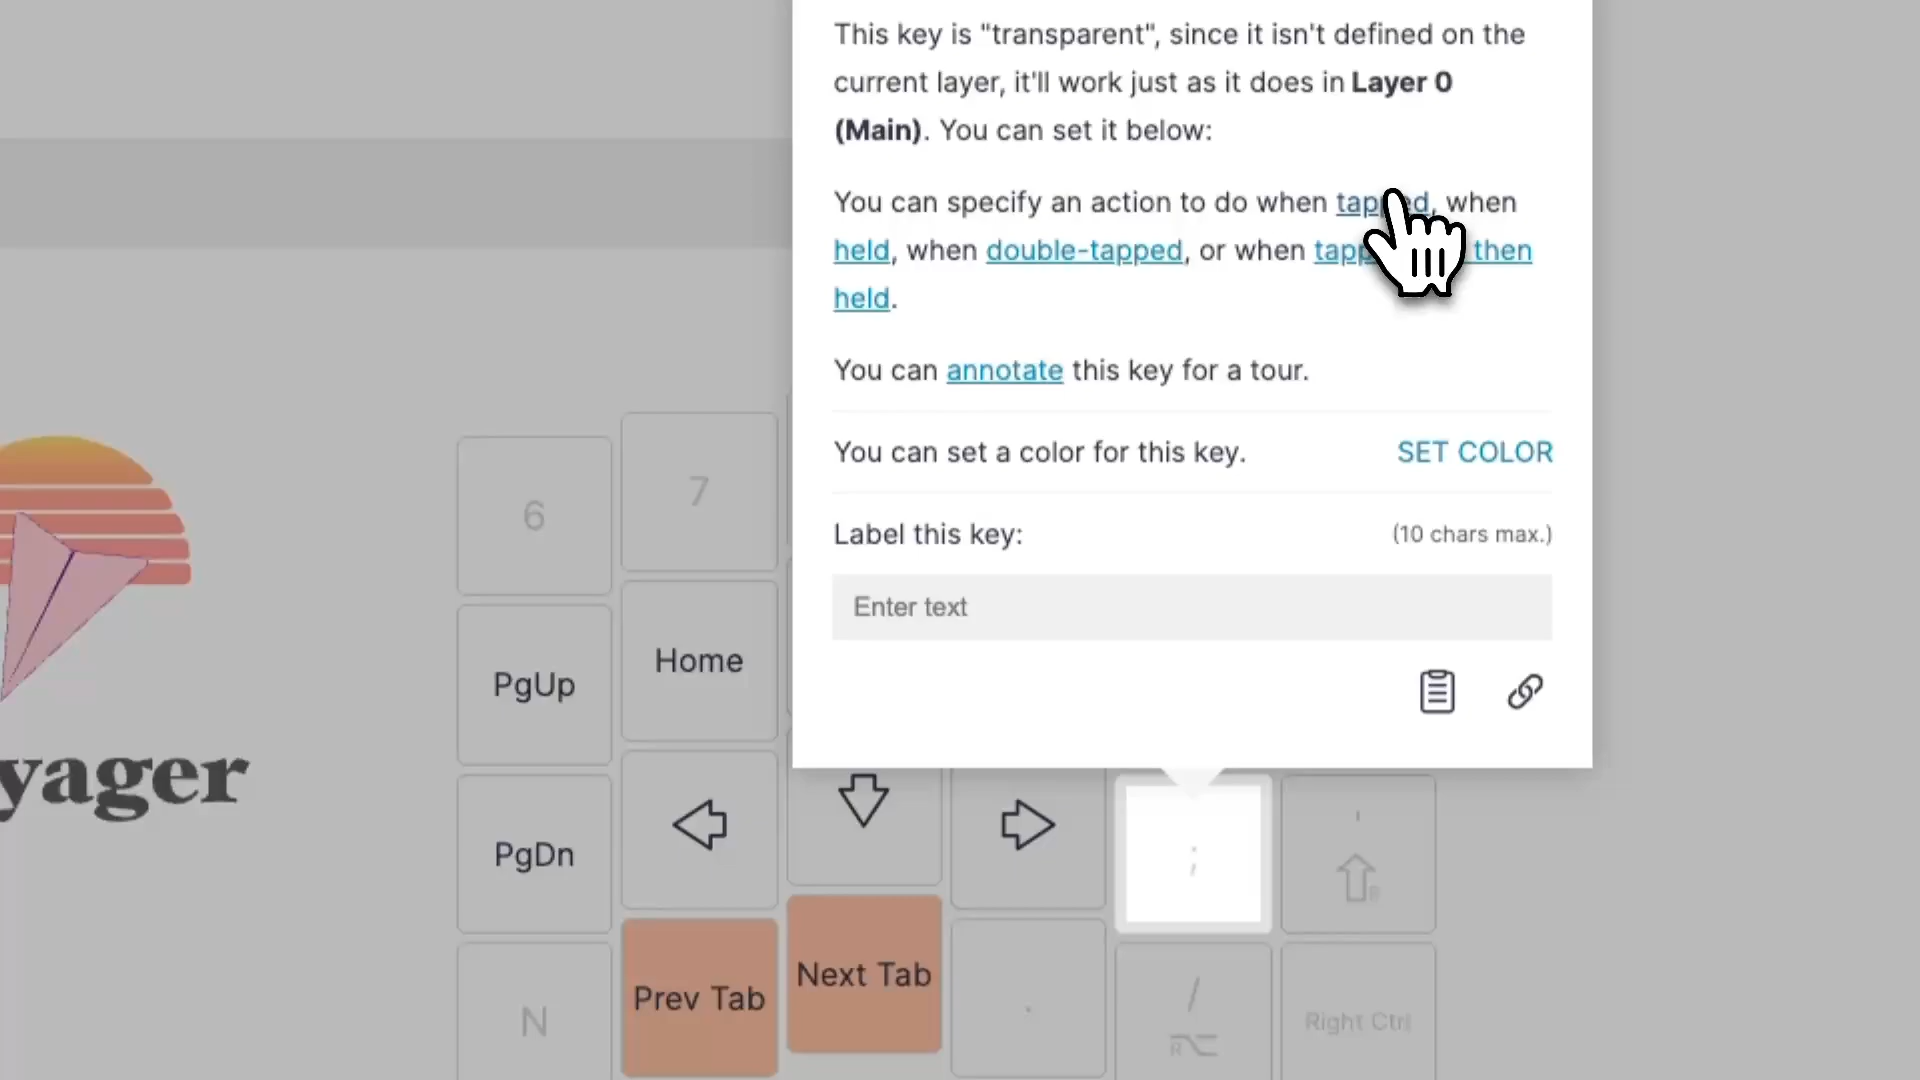 This key is "transparent", since it isn't defined on the
current layer, it'll work just as it does in Layer 0
(Main). You can set it below:
You can specify an action to do when tapped, when
held, when double-tapped, or when tapped then
held.
You can annotate this key for a tour.
You can set a color for this key. SET COLOR
Label this key: (10 chars max.)
Enter text
6
7
PgUp
Home
yager
PgDn
;
'
Prev Tab
Next Tab
N
.
/
R
Right Ctrl